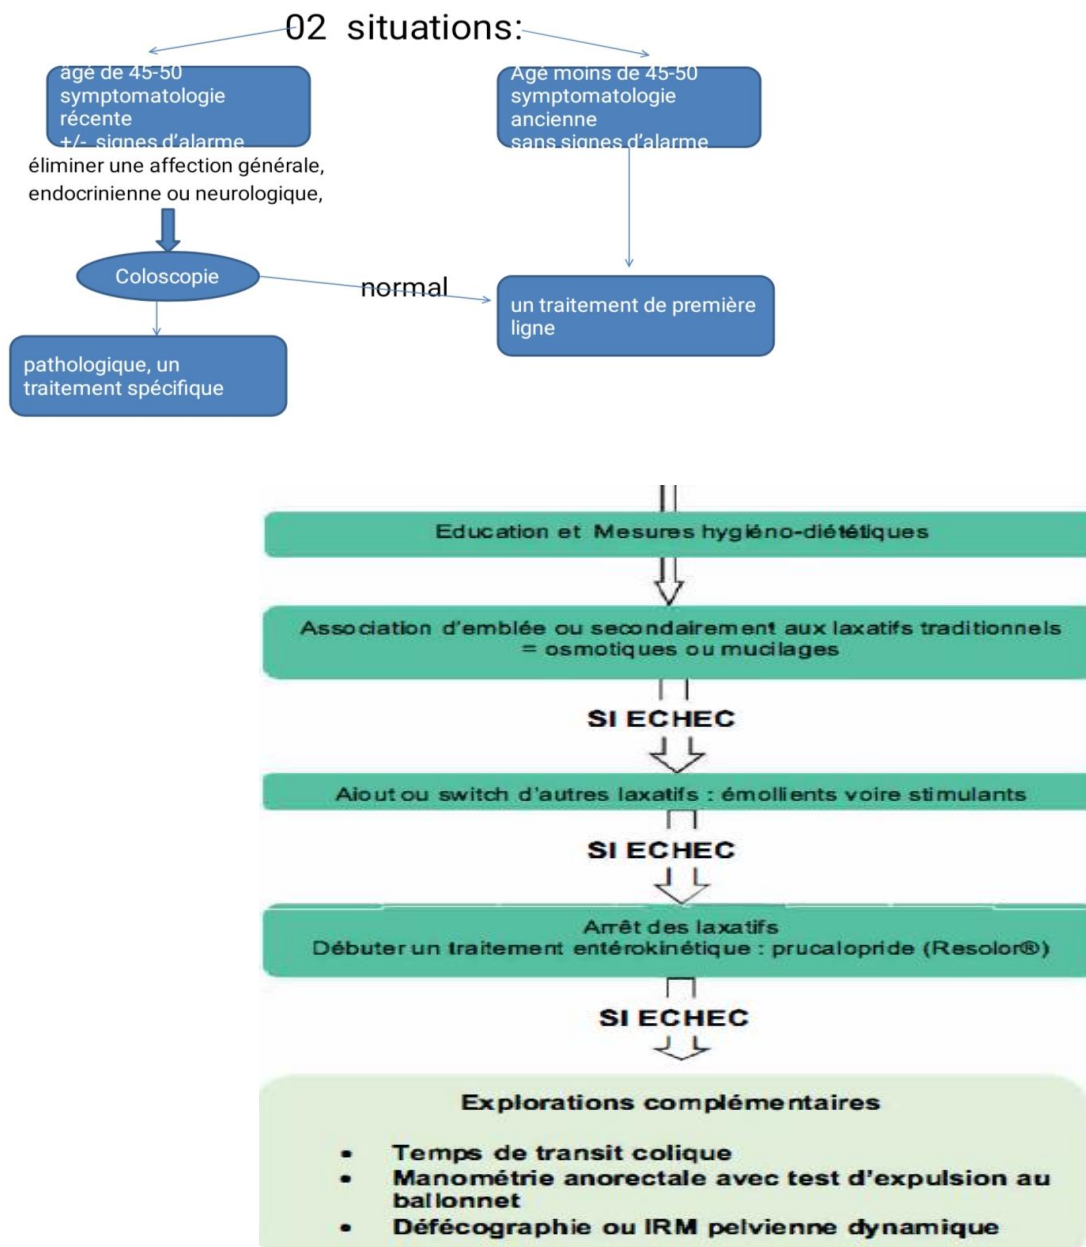 02 situations:
âgé de 45-50
symptomatologie
récente
+/- signes d'alarme
Agé moins de 45-50
symptomatologie
ancienne
sans signes d'alarme
éliminer une affection générale,
endocrinienne ou neurologique,
Coloscopie
normal
un traitement de première
ligne
pathologique, un
traitement spécifique
Education et Mesures hygiéno-diététiques
Association d'emblée ou secondairement aux laxatifs traditionnels
= osmotiques ou mucilages
SI ECHEC
Aiout ou switch d'autres laxatifs : émollients voire stimulants
SI ECHEC
Arrêt des laxatifs
Débuter un traitement entérokinétique : prucalopride (Resolor®)
SI ECHEC
Explorations complémentaires
• Temps de transit colique
• Manométrie anorectale avec test d'expulsion au
ballonnet
• Défécographie ou IRM pelvienne dynamique